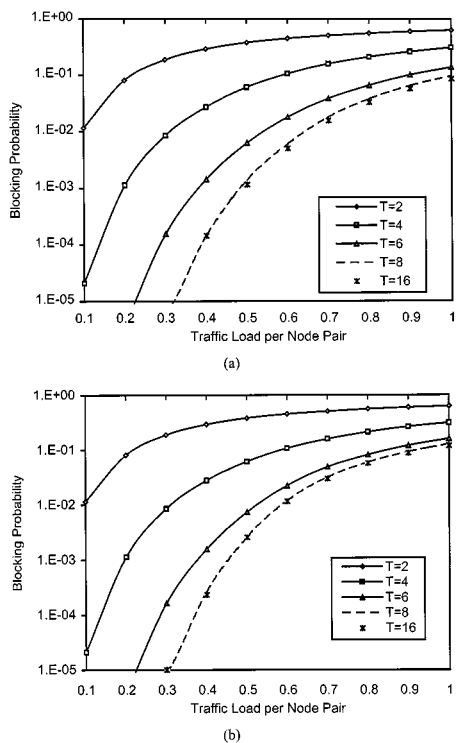 (a)
Blocking Probability
1.E+00
1.E-01
1.E-02
1.E-03
1.E-04
1.E-05
0.1 0.2 0.3 0.4 0.5 0.6 0.7 0.8 0.9 1
Traffic Load per Node Pair
T=2
T=4
T=6
T=8
T=16
(a)
Blocking Probability
1.E+00
1.E-01
1.E-02
1.E-03
1.E-04
1.E-05
0.1 0.2 0.3 0.4 0.5 0.6 0.7 0.8 0.9 1
Traffic Load per Node Pair
T=2
T=4
T=6
T=8
T=16
(b)